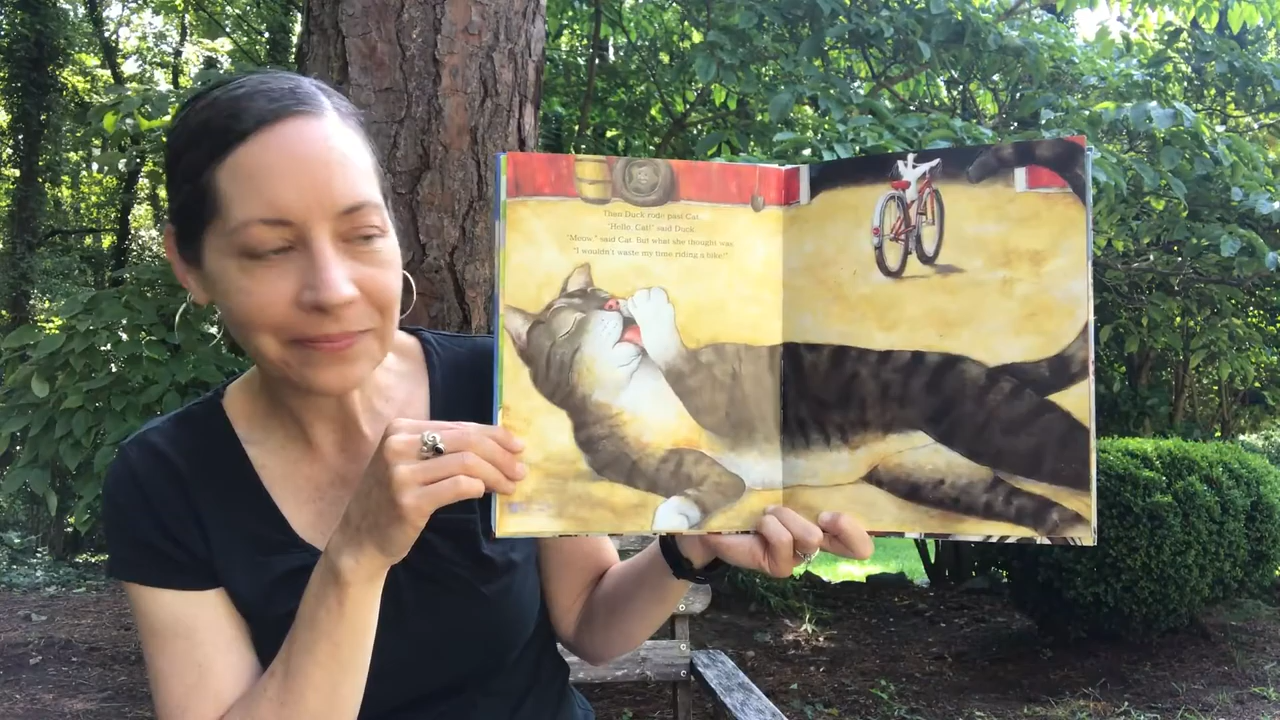 Then Duck rode past Cat.
"Hello, Cat!" said Duck.
"Meow," said Cat. But what she thought was,
"I wouldn't waste my time riding a bike!"